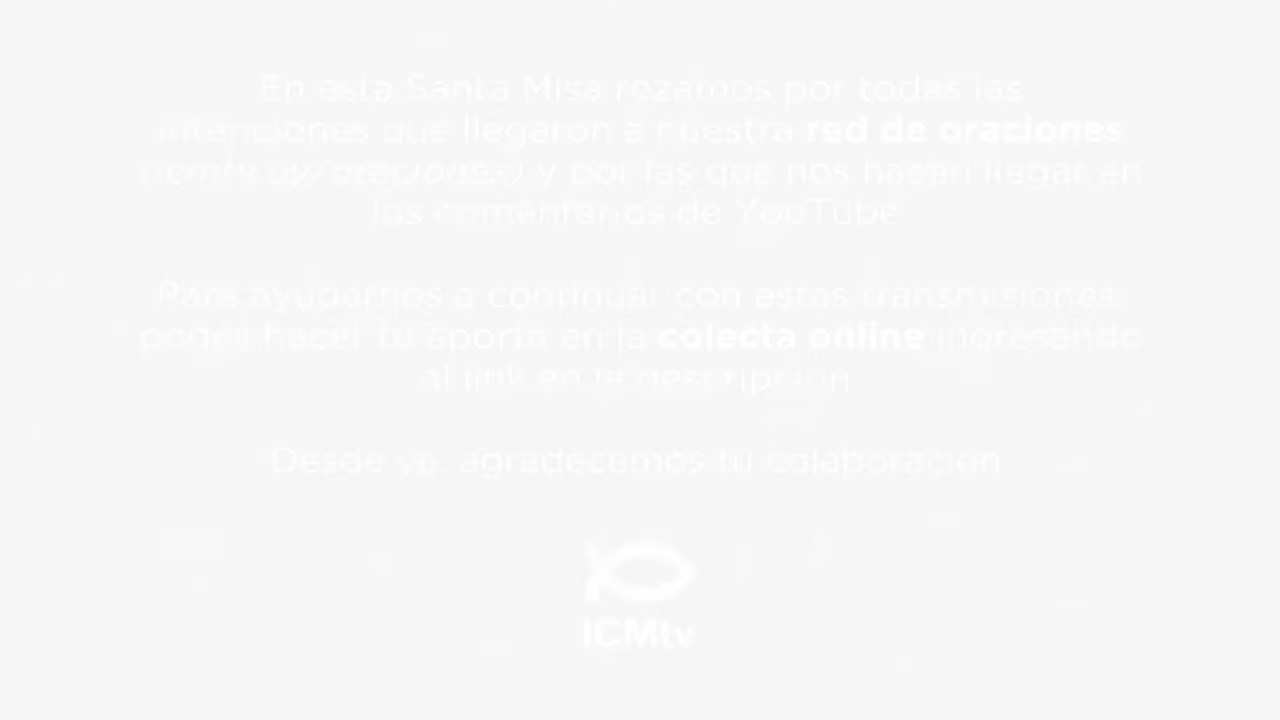 En esta Santa Misa rezamos por todas las
intenciones que llegaron a nuestra red de oraciones
y por las que nos hacen llegar en
los comentarios de YouTube
Para ayudarnos a continuar con estas transmisiones
podés hacer tu aporte en la colecta online ingresando
al link en la descripción
Desde ya, agradecemos tu colaboración
ICMtv